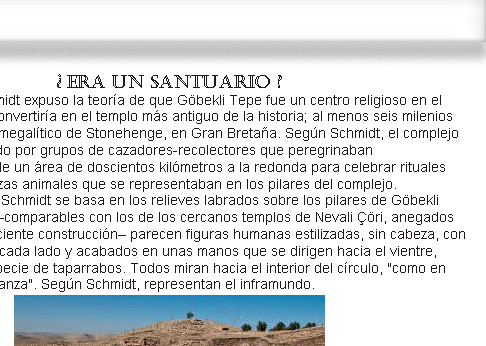 ¿ ERA UN SANTUARIO ?
midt expuso la teoría de que Göbekli Tepe fue un centro religioso en el
onvertiría en el templo más antiguo de la historia; al menos seis milenios
megalítico de Stonehenge, en Gran Bretaña. Según Schmidt, el complejo
do por grupos de cazadores-recolectores que peregrinaban
de un área de doscientos kilómetros a la redonda para celebrar rituales
zas animales que se representaban en los pilares del complejo.
Schmidt se basa en los relieves labrados sobre los pilares de Göbekli
-comparables con los de los cercanos templos de Nevali Çöri, anegados
ciente construcción– parecen figuras humanas estilizadas, sin cabeza, con
cada lado y acabados en unas manos que se dirigen hacia el vientre,
pecie de taparrabos. Todos miran hacia el interior del círculo, "como en
anza". Según Schmidt, representan el inframundo.